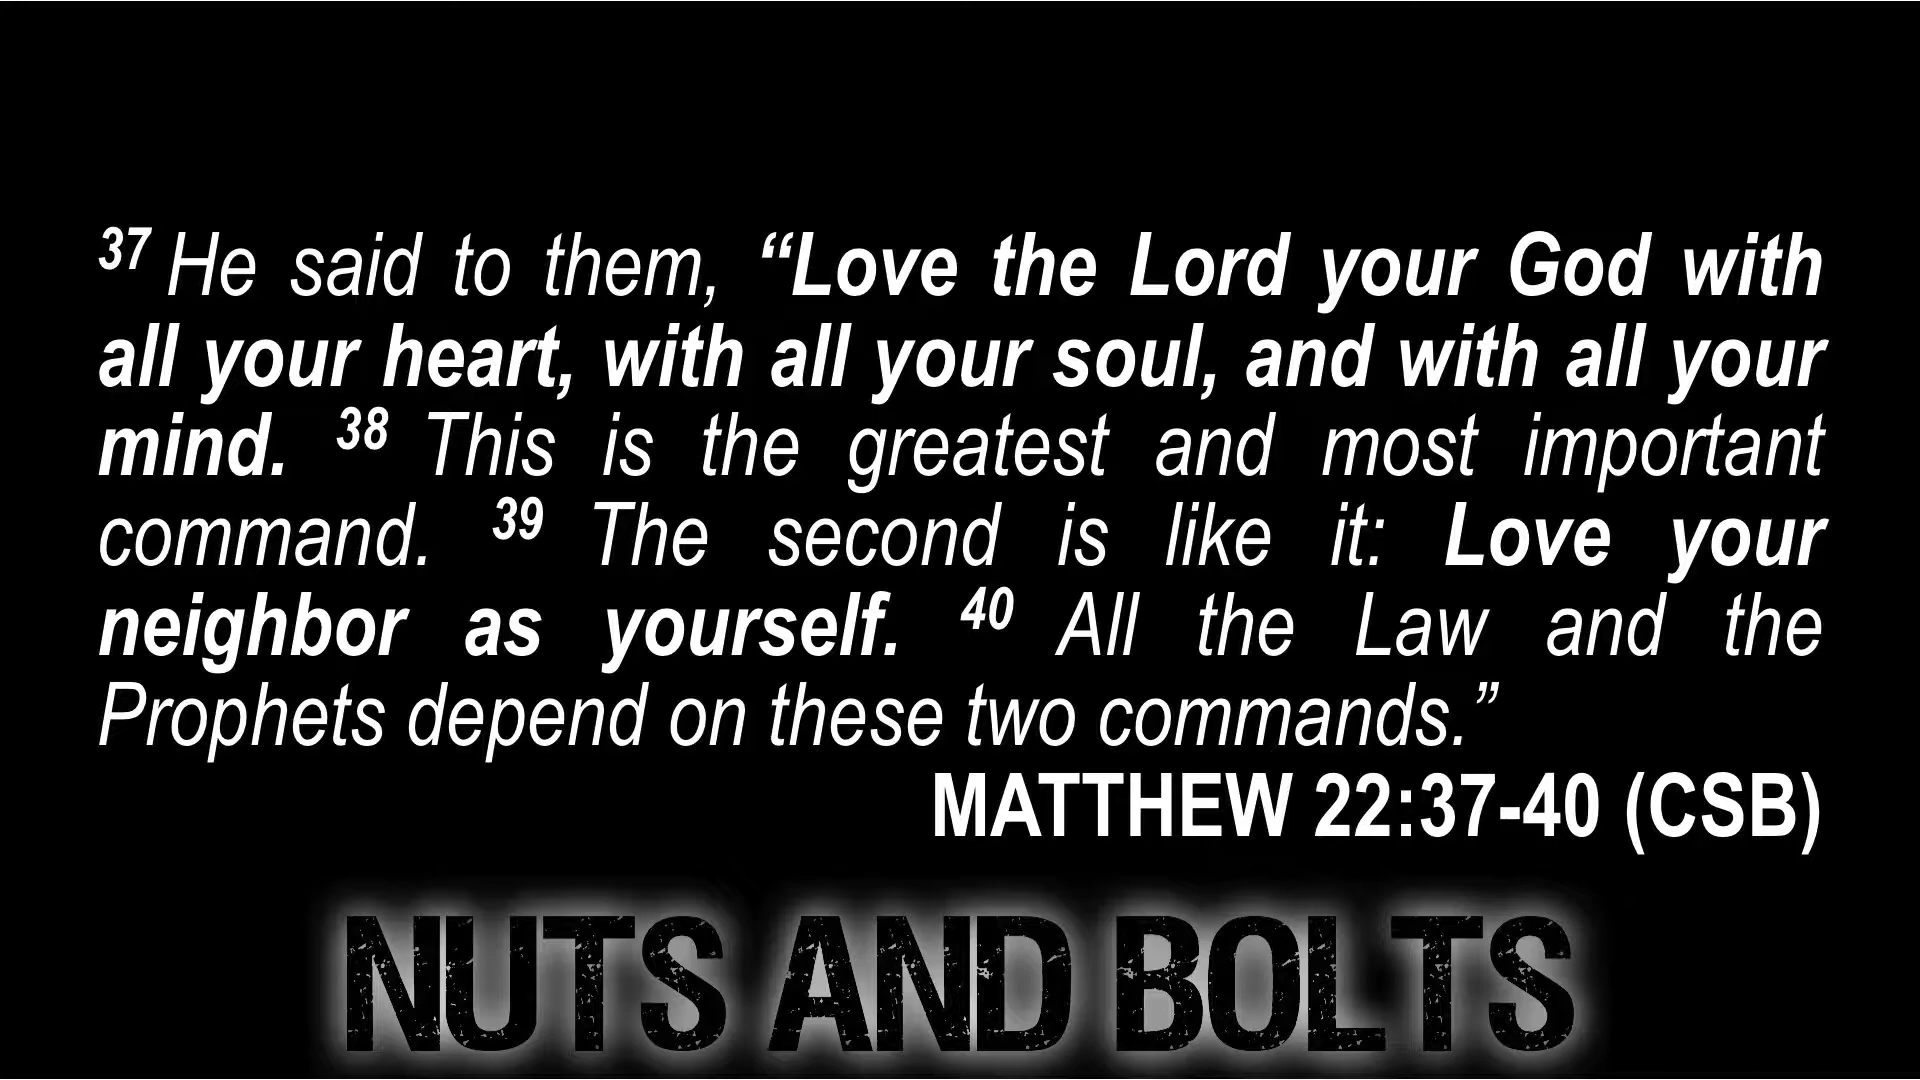 37 He said to them, “Love the Lord your God with
all your heart, with all your soul, and with all your
mind. 38 This is the greatest and most important
command. 39 The second is like it: Love your
neighbor as yourself. 40 All the Law and the
Prophets depend on these two commands.”
MATTHEW 22:37-40 (CSB)
NUTS AND BOLTS